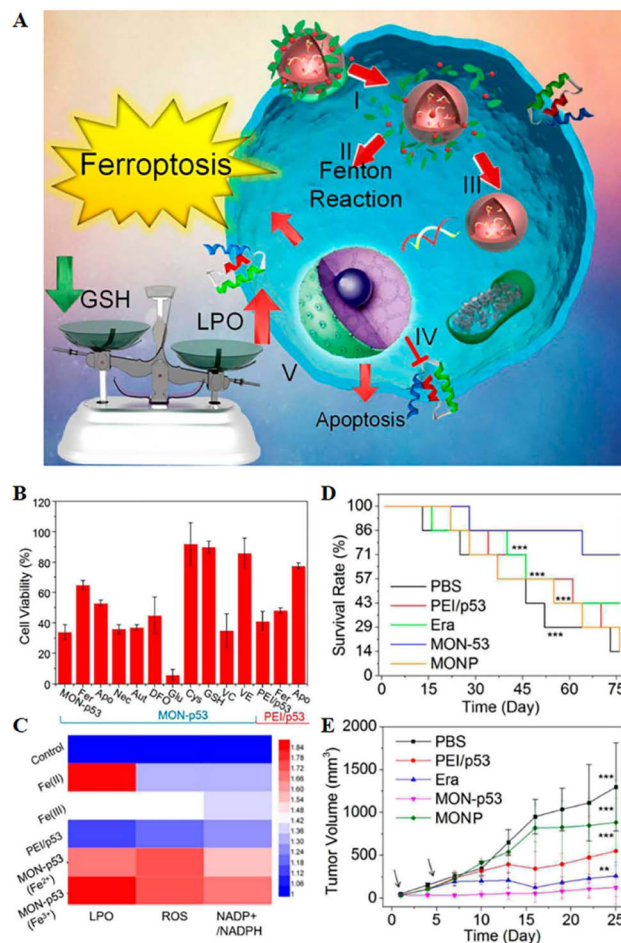 A
I
II
Fenton
Reaction
III
Ferroptosis
GSH
LPO
V
IV
Apoptosis
B
Cell Viability (%)
120
100
80
60
40
20
0
MON-p53
Fer
Apo
Nec
Aut
DFO
Glu
Cys
GSH
VC
VE
PEI/p53
Fer
Apo
MON-p53
PEI/p53
C
Control
Fe(II)
Fe(III)
PEI/p53
MON-p53
(Fe²⁺)
MON-p53
(Fe³⁺)
LPO
ROS
NADP+
/NADPH
1.84
1.78
1.72
1.66
1.60
1.54
1.48
1.42
1.36
1.30
1.24
1.18
1.12
1.06
1
D
Survival Rate (%)
100
86
71
57
43
29
14
0
PBS
PEI/p53
Era
MON-53
MONP
***
***
***
***
0
15
30
45
60
75
Time (Day)
E
Tumor Volume (mm³)
2000
1500
1000
500
0
PBS
PEI/p53
Era
MON-p53
MONP
***
***
***
**
0
5
10
15
20
25
Time (Day)